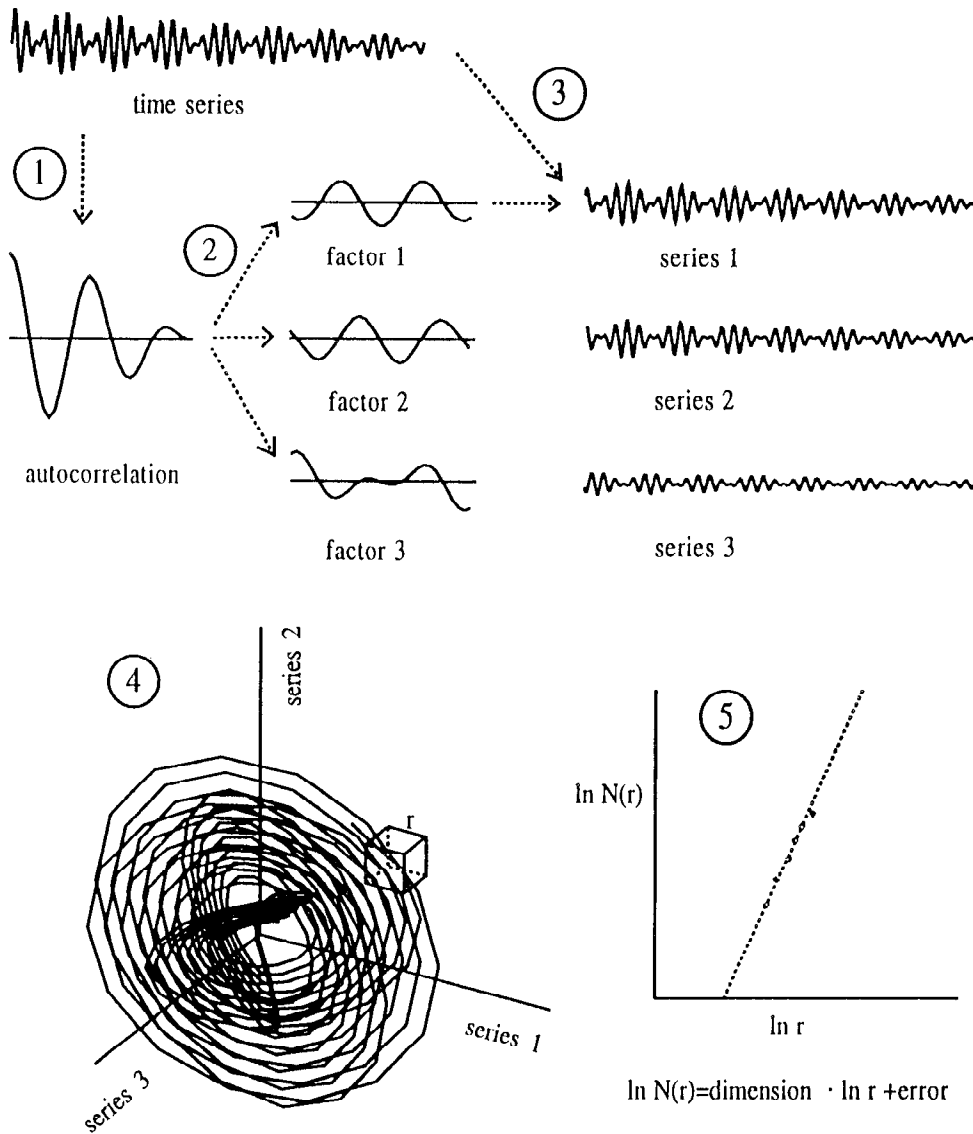 time series
3
1
2
factor 1
series 1
factor 2
series 2
autocorrelation
factor 3
series 3
4
series 2
r
series 1
series 3
5
ln N(r)
ln r
ln N(r)=dimension · ln r +error